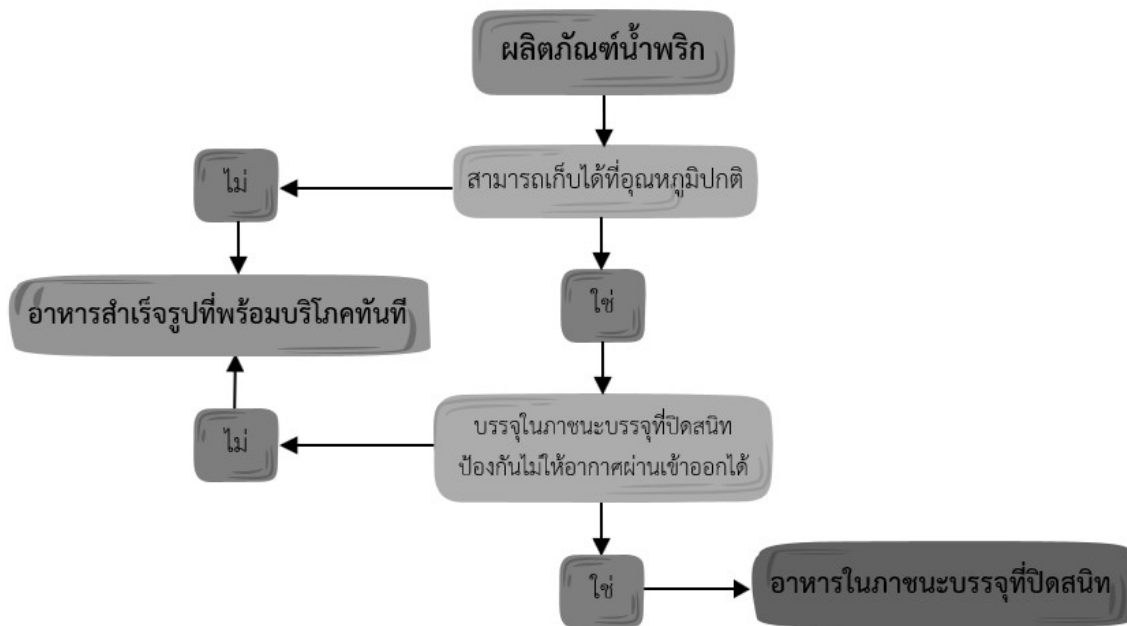 ผลิตภัณฑ์น้ำพริก
สามารถเก็บได้ที่อุณหภูมิปกติ
ไม่
ใช่
อาหารสำเร็จรูปที่พร้อมบริโภคทันที
บรรจุในภาชนะบรรจุที่ปิดสนิท
ป้องกันไม่ให้อากาศผ่านเข้าออกได้
ไม่
ใช่
อาหารในภาชนะบรรจุที่ปิดสนิท